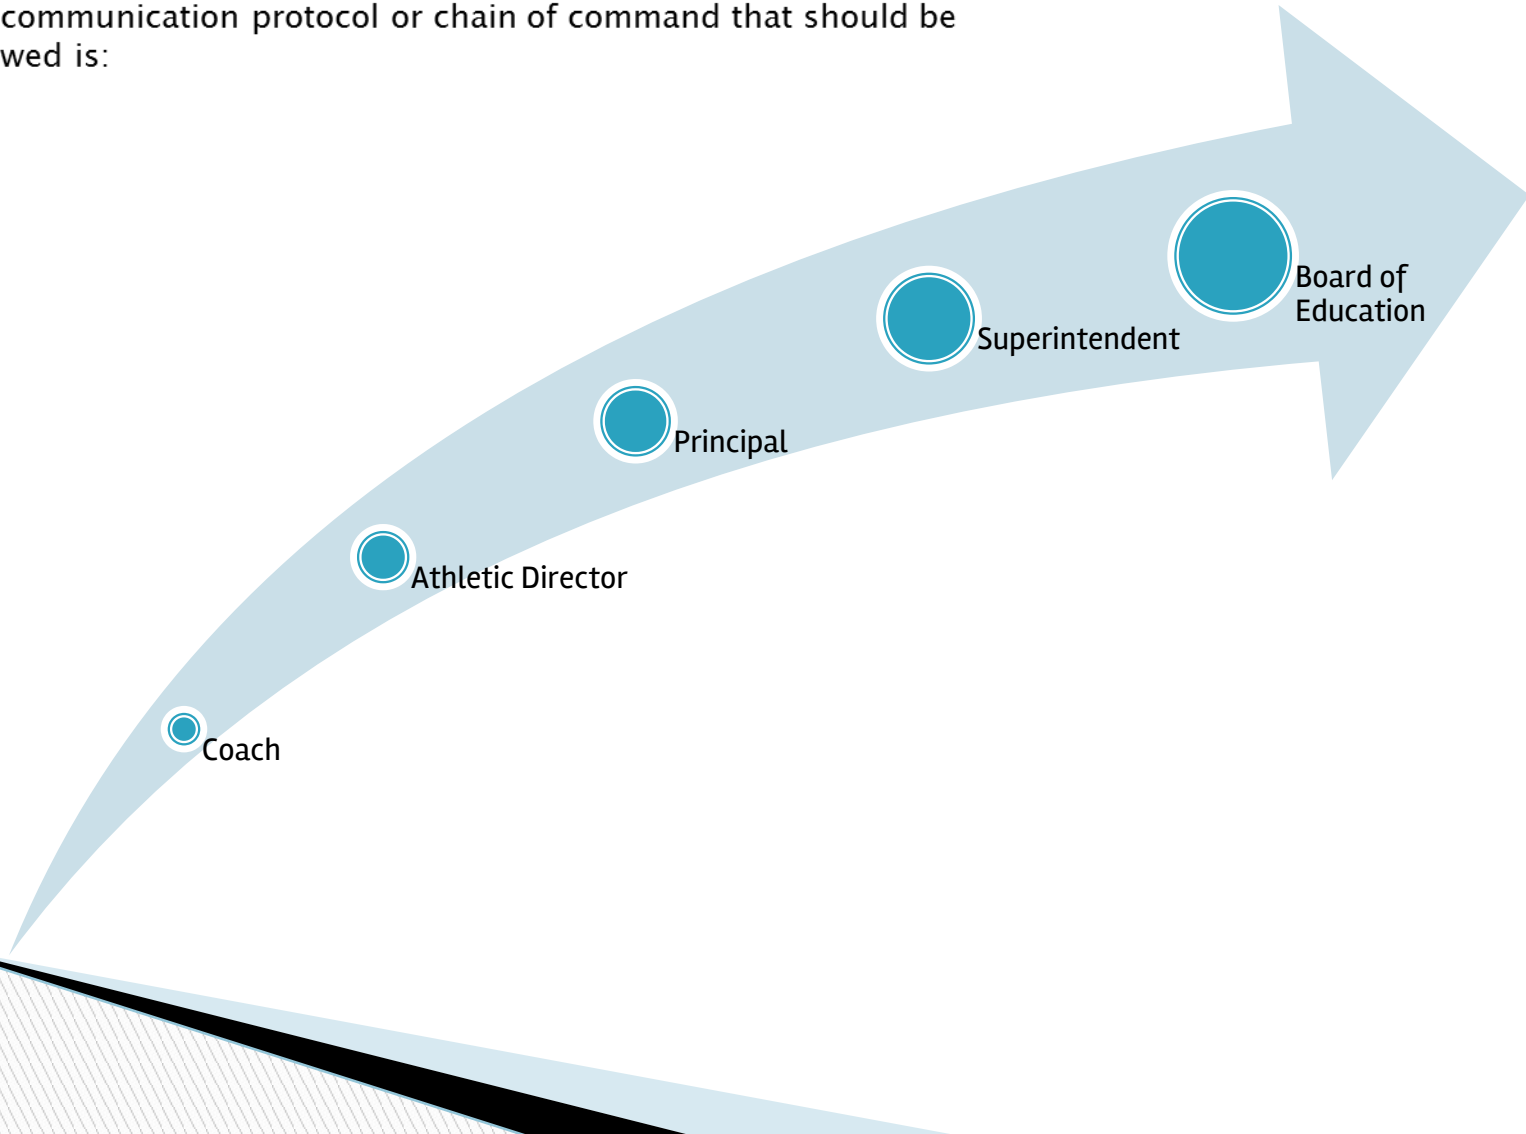 communication protocol or chain of command that should be
wed is:
Board of
Education
Superintendent
Principal
Athletic Director
Coach